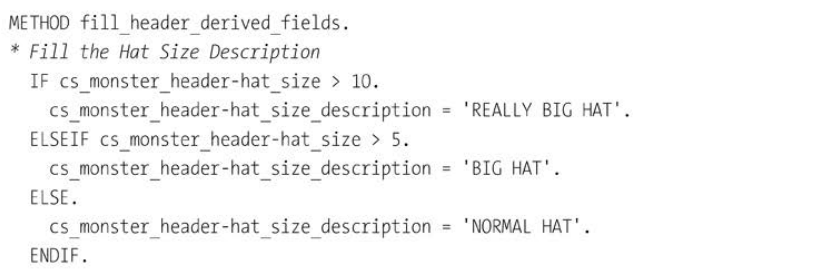 METHOD fill_header_derived_fields.
* Fill the Hat Size Description
IF cs_monster_header-hat_size > 10.
cs_monster_header-hat_size_description = 'REALLY BIG HAT'.
ELSEIF cs_monster_header-hat_size > 5.
cs_monster_header-hat_size_description = 'BIG HAT'.
ELSE.
cs_monster_header-hat_size_description = 'NORMAL HAT'.
ENDIF.